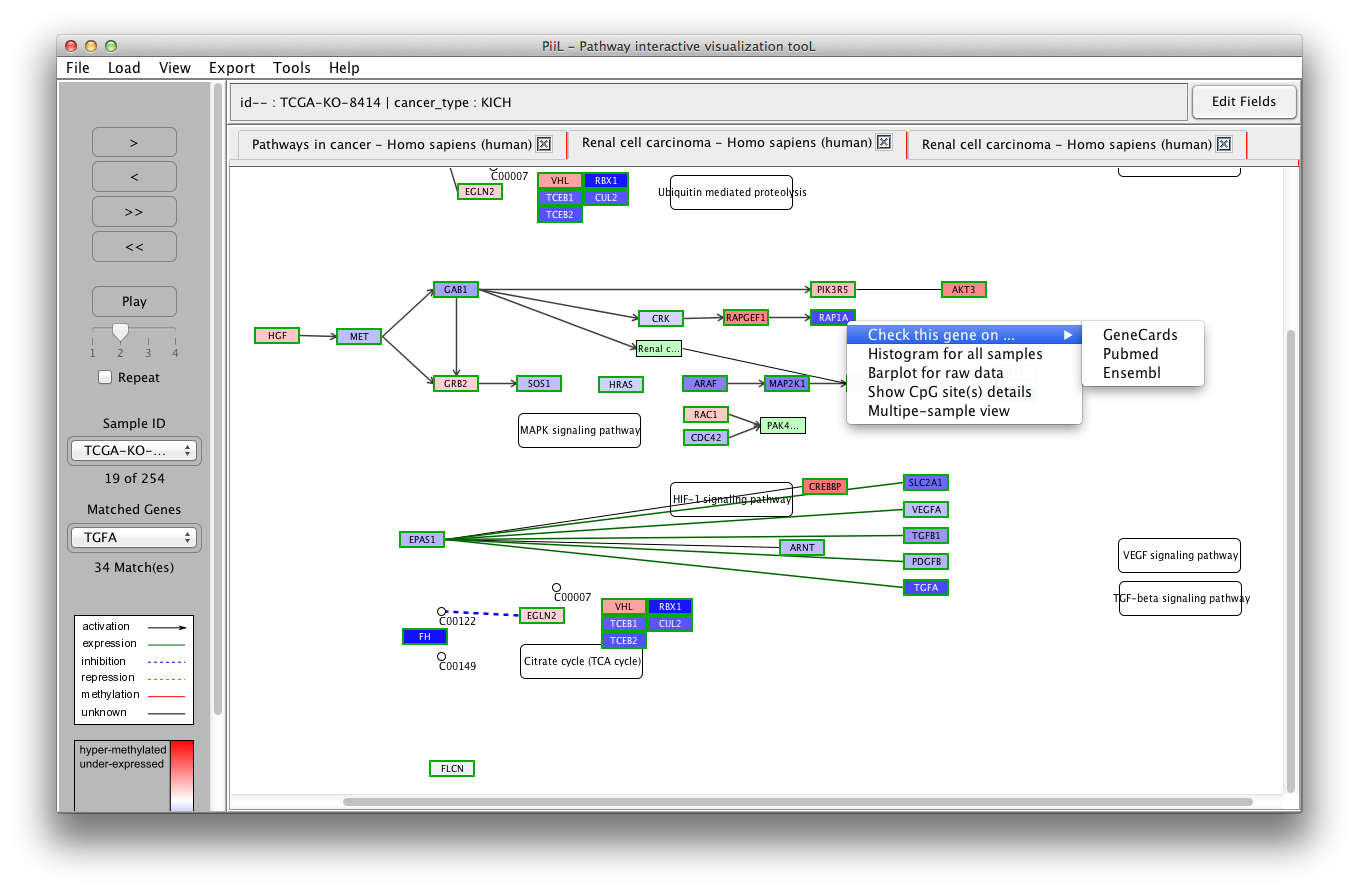 PiiL - Pathway interactive visualization tooL
File Load View Export Tools Help
id-- : TCGA-KO-8414 | cancer_type : KICH
Edit Fields
Pathways in cancer - Homo sapiens (human)
Renal cell carcinoma - Homo sapiens (human)
Renal cell carcinoma - Homo sapiens (human)
>
<
>>
<<
Play
1 2 3 4
Repeat
Sample ID
TCGA-KO-...
19 of 254
Matched Genes
TGFA
34 Match(es)
activation
expression
inhibition
repression
methylation
unknown
hyper-methylated
under-expressed
C00007
EGLN2
VHL RBX1
TCEB1 CUL2
TCEB2
Ubiquitin mediated proteolysis
GAB1
PIK3R5
AKT3
CRK
RAPGEF1
RAP1A
HGF
MET
Renal c...
GRB2
SOS1
HRAS
ARAF
MAP2K1
RAC1
CDC42
PAK4...
MAPK signaling pathway
Check this gene on ...
Histogram for all samples
Barplot for raw data
Show CpG site(s) details
Multipe-sample view
GeneCards
Pubmed
Ensembl
CREBBP
SLC2A1
HIF-1 signaling pathway
VEGFA
EPAS1
TGFB1
ARNT
PDGFB
TGFA
VEGF signaling pathway
TGF-beta signaling pathway
C00007
C00122
EGLN2
VHL RBX1
TCEB1 CUL2
TCEB2
FH
C00149
Citrate cycle (TCA cycle)
FLCN